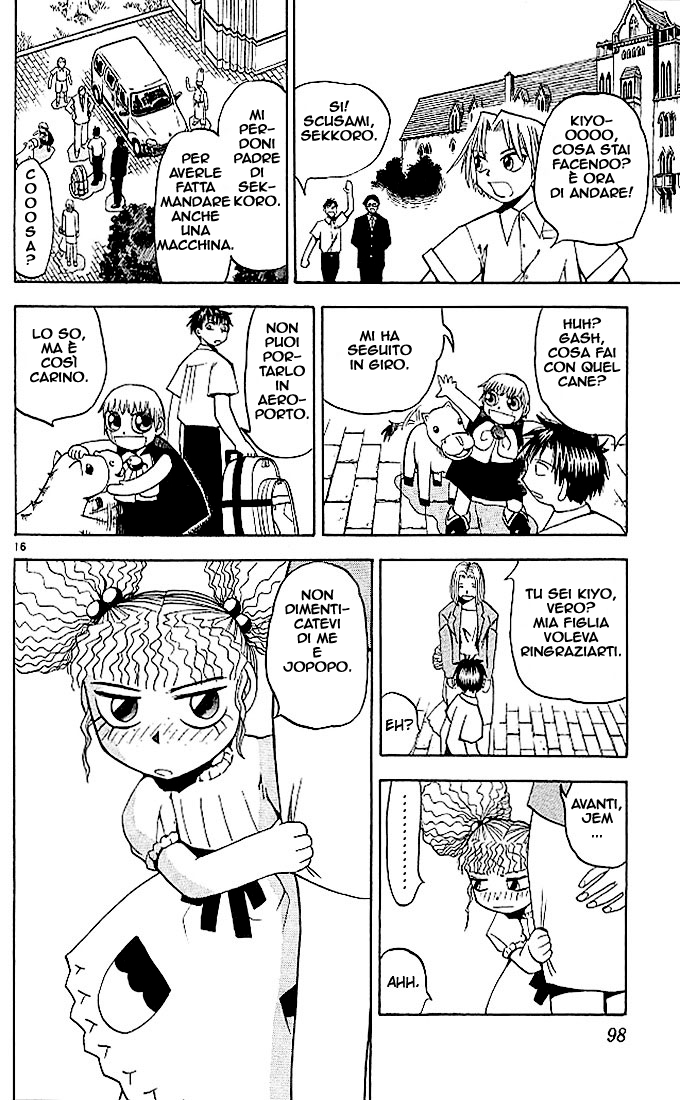 KIYO-
OOOO,
COSA STAI
FACENDO?
È ORA
DI ANDARE!
SI!
SCUSAMI,
SEKKORO.
MI
PER-
DONI
PADRE
DI
SEK-
KORO.
PER
AVERLE
FATTA
MANDARE
ANCHE
UNA
MACCHINA.
COOOSA?
HUH?
GASH,
COSA FAI
CON QUEL
CANE?
MI HA
SEGUITO
IN GIRO.
NON
PUOI
POR-
TARLO
IN
AERO-
PORTO.
LO SO,
MA È
COSÌ
CARINO.
16
TU SEI KIYO,
VERO?
MIA FIGLIA
VOLEVA
RINGRAZIARTI.
EH?
AVANTI,
JEM
...
.........
AHH.
NON
DIMENTI-
CATEVI
DI ME
E
JOPOPO.
98